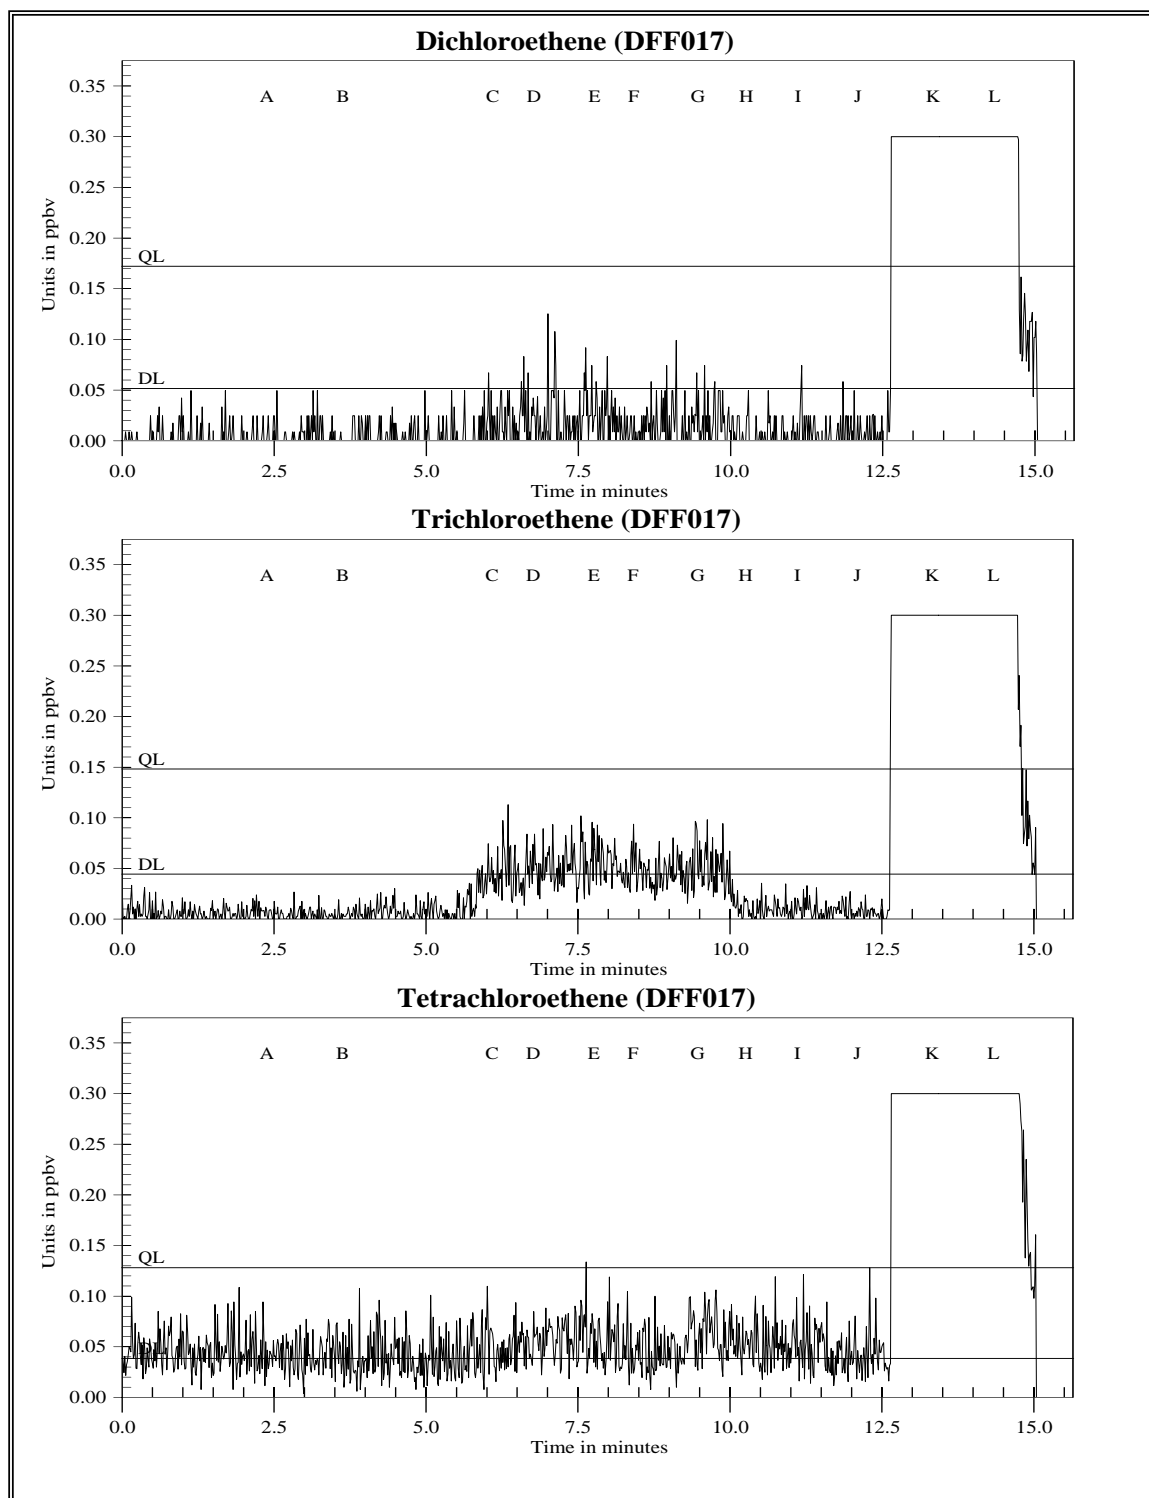 Dichloroethene (DFF017)
0.35
A B C D E F G H I J K L
0.30
0.25
Units in ppbv
0.20
QL
0.15
0.10
DL
0.05
0.00
0.0 2.5 5.0 7.5 10.0 12.5 15.0
Time in minutes
Trichloroethene (DFF017)
0.35
A B C D E F G H I J K L
0.30
0.25
Units in ppbv
0.20
QL
0.15
0.10
DL
0.05
0.00
0.0 2.5 5.0 7.5 10.0 12.5 15.0
Time in minutes
Tetrachloroethene (DFF017)
0.35
A B C D E F G H I J K L
0.30
0.25
Units in ppbv
0.20
0.15
QL
0.10
0.05
0.00
0.0 2.5 5.0 7.5 10.0 12.5 15.0
Time in minutes